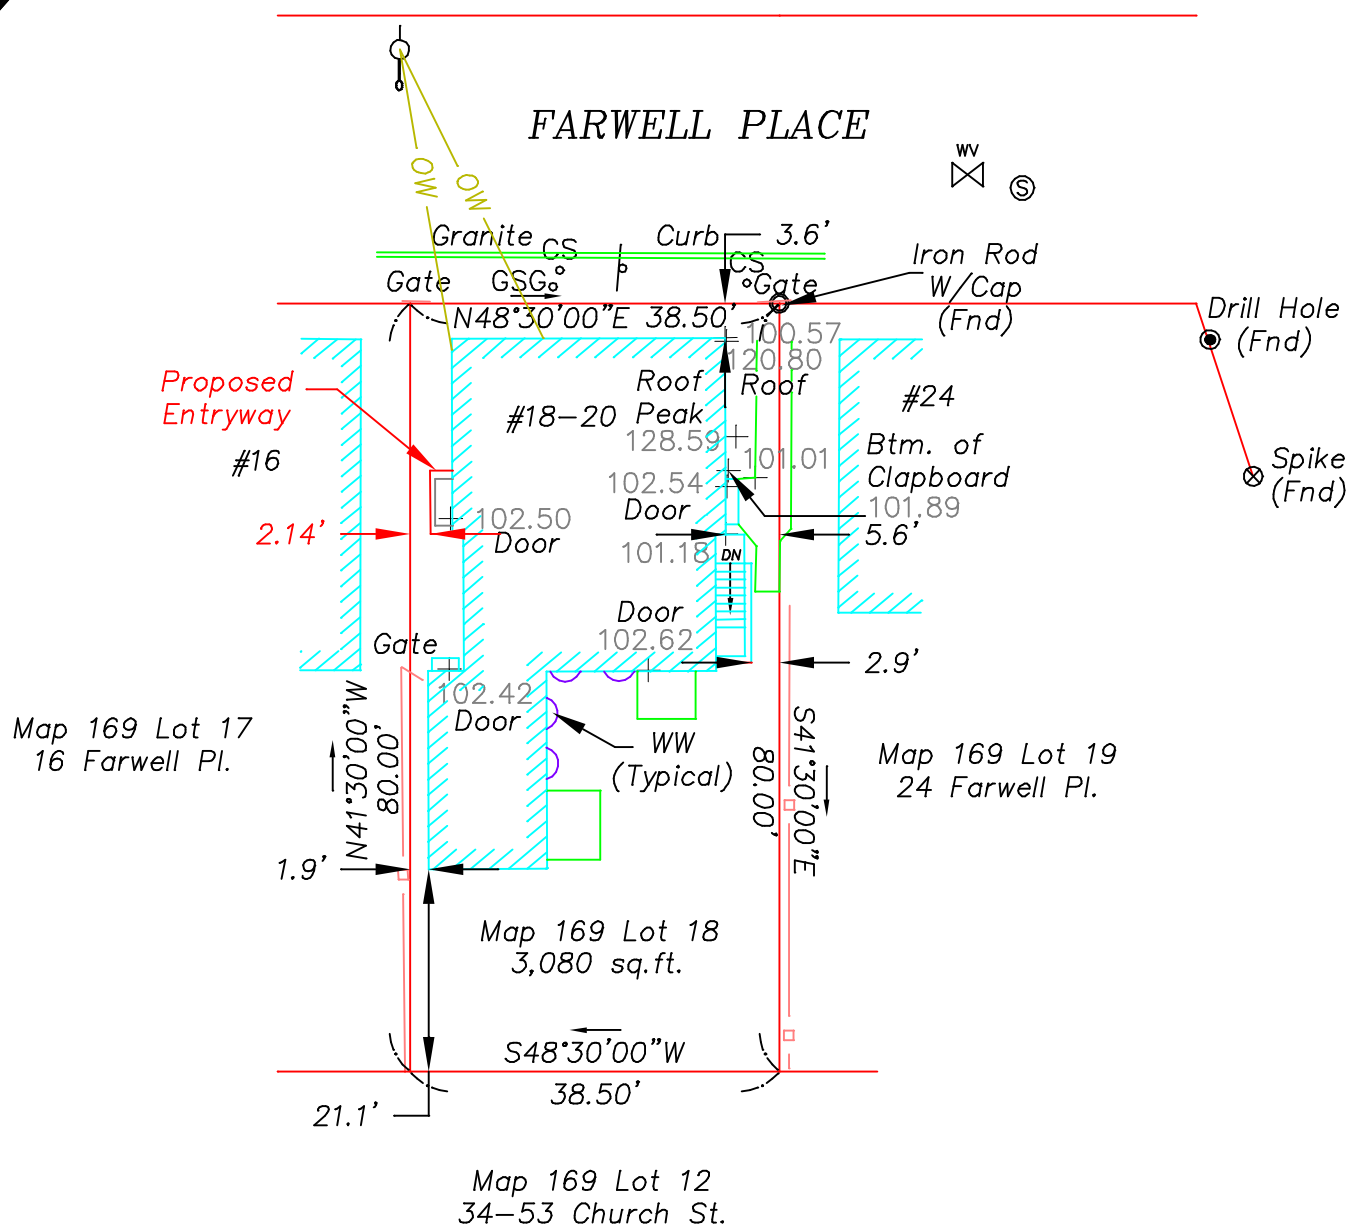 FARWELL PLACE
OW
OW
WV
S
Granite
Curb
3.6'
CS
CS
Gate
GSG
Gate
Iron Rod
W/Cap
(Fnd)
N48°30'00"E 38.50'
Drill Hole
(Fnd)
100.57
120.80
Roof
Proposed
Entryway
Roof
Peak
128.59
#18-20
#24
#16
101.01
Btm. of
Clapboard
101.89
Spike
(Fnd)
102.54
Door
102.50
Door
2.14'
5.6'
101.18
DN
Door
102.62
Gate
2.9'
102.42
Door
Map 169 Lot 17
16 Farwell Pl.
N41°30'00"W
80.00'
WW
(Typical)
S41°30'00"E
80.00'
Map 169 Lot 19
24 Farwell Pl.
1.9'
Map 169 Lot 18
3,080 sq.ft.
S48°30'00"W
38.50'
21.1'
Map 169 Lot 12
34-53 Church St.